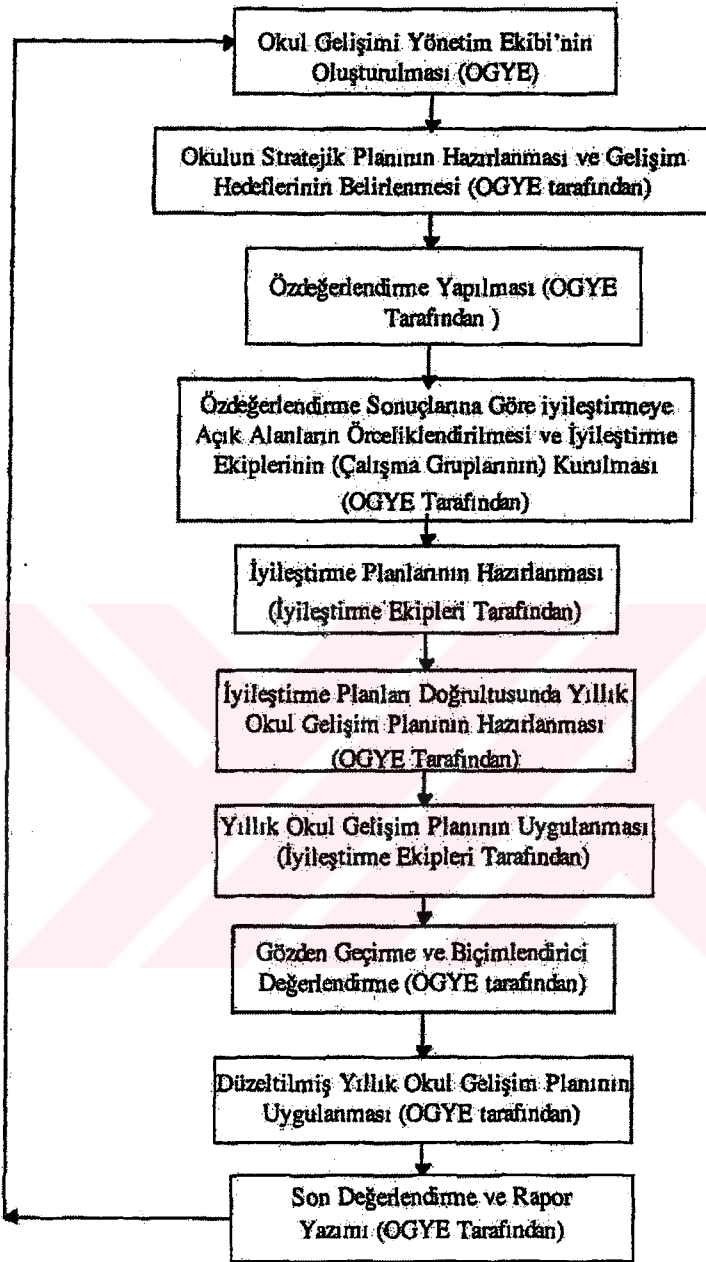 Okul Gelişimi Yönetim Ekibi'nin
Oluşturulması (OGYE)
Okulun Stratejik Planının Hazırlanması ve Gelişim
Hedeflerinin Belirlenmesi (OGYE tarafından)
Özdeğerlendirme Yapılması (OGYE
Tarafından )
Özdeğerlendirme Sonuçlarına Göre iyileştirmeye
Açık Alanların Önceliklendirilmesi ve İyileştirme
Ekiplerinin (Çalışma Gruplarının) Kurulması
(OGYE Tarafından)
İyileştirme Planlarının Hazırlanması
(İyileştirme Ekipleri Tarafından)
İyileştirme Planları Doğrultusunda Yıllık
Okul Gelişim Planının Hazırlanması
(OGYE Tarafından)
Yıllık Okul Gelişim Planının Uygulanması
(İyileştirme Ekipleri Tarafından)
Gözden Geçirme ve Biçimlendirici
Değerlendirme (OGYE tarafından)
Düzeltilmiş Yıllık Okul Gelişim Planının
Uygulanması (OGYE tarafından)
Son Değerlendirme ve Rapor
Yazımı (OGYE Tarafından)